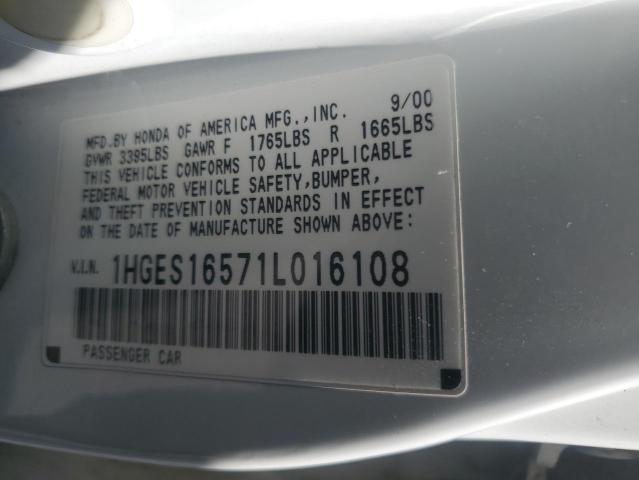 MFD.BY HONDA OF AMERICA MFG.,INC. 9/00
GVWR 3395LBS GAWR F 1765LBS R 1665LBS
THIS VEHICLE CONFORMS TO ALL APPLICABLE
FEDERAL MOTOR VEHICLE SAFETY,BUMPER,
AND THEFT PREVENTION STANDARDS IN EFFECT
ON THE DATE OF MANUFACTURE SHOWN ABOVE:
V.I.N. 1HGES16571L016108
PASSENGER CAR